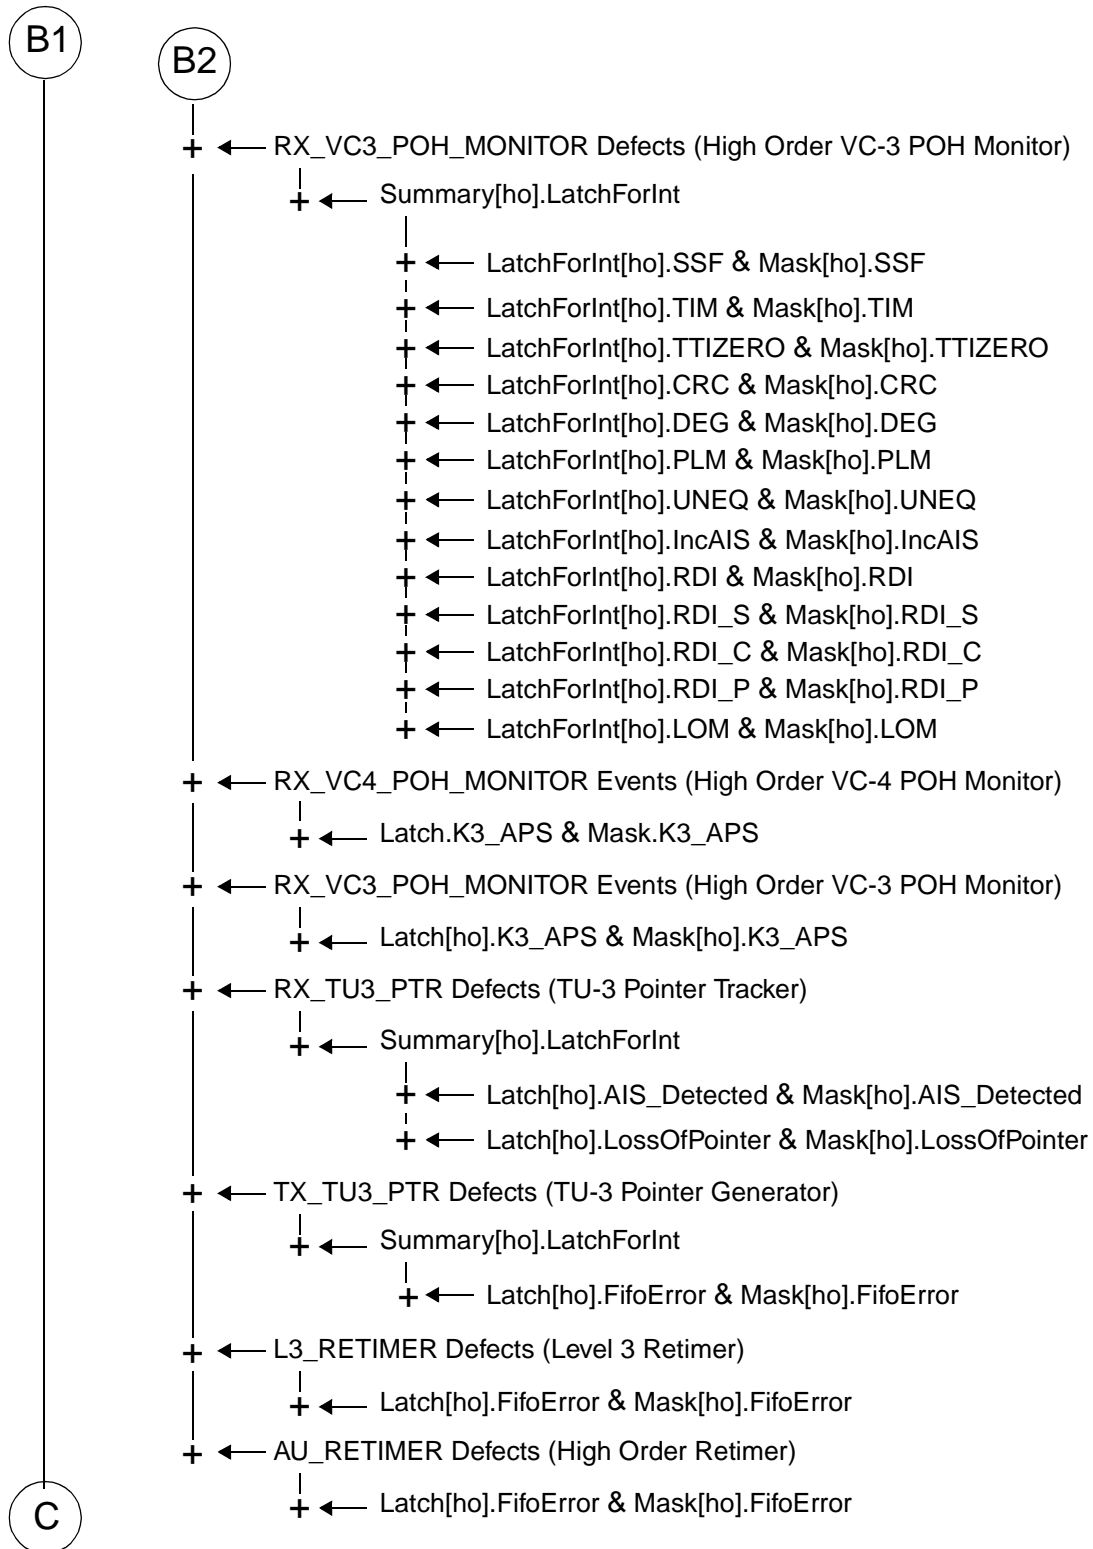 B1
B2
+ RX_VC3_POH_MONITOR Defects (High Order VC-3 POH Monitor)
+ Summary[ho].LatchForInt
+ LatchForInt[ho].SSF & Mask[ho].SSF
+ LatchForInt[ho].TIM & Mask[ho].TIM
+ LatchForInt[ho].TTIZERO & Mask[ho].TTIZERO
+ LatchForInt[ho].CRC & Mask[ho].CRC
+ LatchForInt[ho].DEG & Mask[ho].DEG
+ LatchForInt[ho].PLM & Mask[ho].PLM
+ LatchForInt[ho].UNEQ & Mask[ho].UNEQ
+ LatchForInt[ho].IncAIS & Mask[ho].IncAIS
+ LatchForInt[ho].RDI & Mask[ho].RDI
+ LatchForInt[ho].RDI_S & Mask[ho].RDI_S
+ LatchForInt[ho].RDI_C & Mask[ho].RDI_C
+ LatchForInt[ho].RDI_P & Mask[ho].RDI_P
+ LatchForInt[ho].LOM & Mask[ho].LOM
+ RX_VC4_POH_MONITOR Events (High Order VC-4 POH Monitor)
+ Latch.K3_APS & Mask.K3_APS
+ RX_VC3_POH_MONITOR Events (High Order VC-3 POH Monitor)
+ Latch[ho].K3_APS & Mask[ho].K3_APS
+ RX_TU3_PTR Defects (TU-3 Pointer Tracker)
+ Summary[ho].LatchForInt
+ Latch[ho].AIS_Detected & Mask[ho].AIS_Detected
+ Latch[ho].LossOfPointer & Mask[ho].LossOfPointer
+ TX_TU3_PTR Defects (TU-3 Pointer Generator)
+ Summary[ho].LatchForInt
+ Latch[ho].FifoError & Mask[ho].FifoError
+ L3_RETIMER Defects (Level 3 Retimer)
+ Latch[ho].FifoError & Mask[ho].FifoError
+ AU_RETIMER Defects (High Order Retimer)
+ Latch[ho].FifoError & Mask[ho].FifoError
C